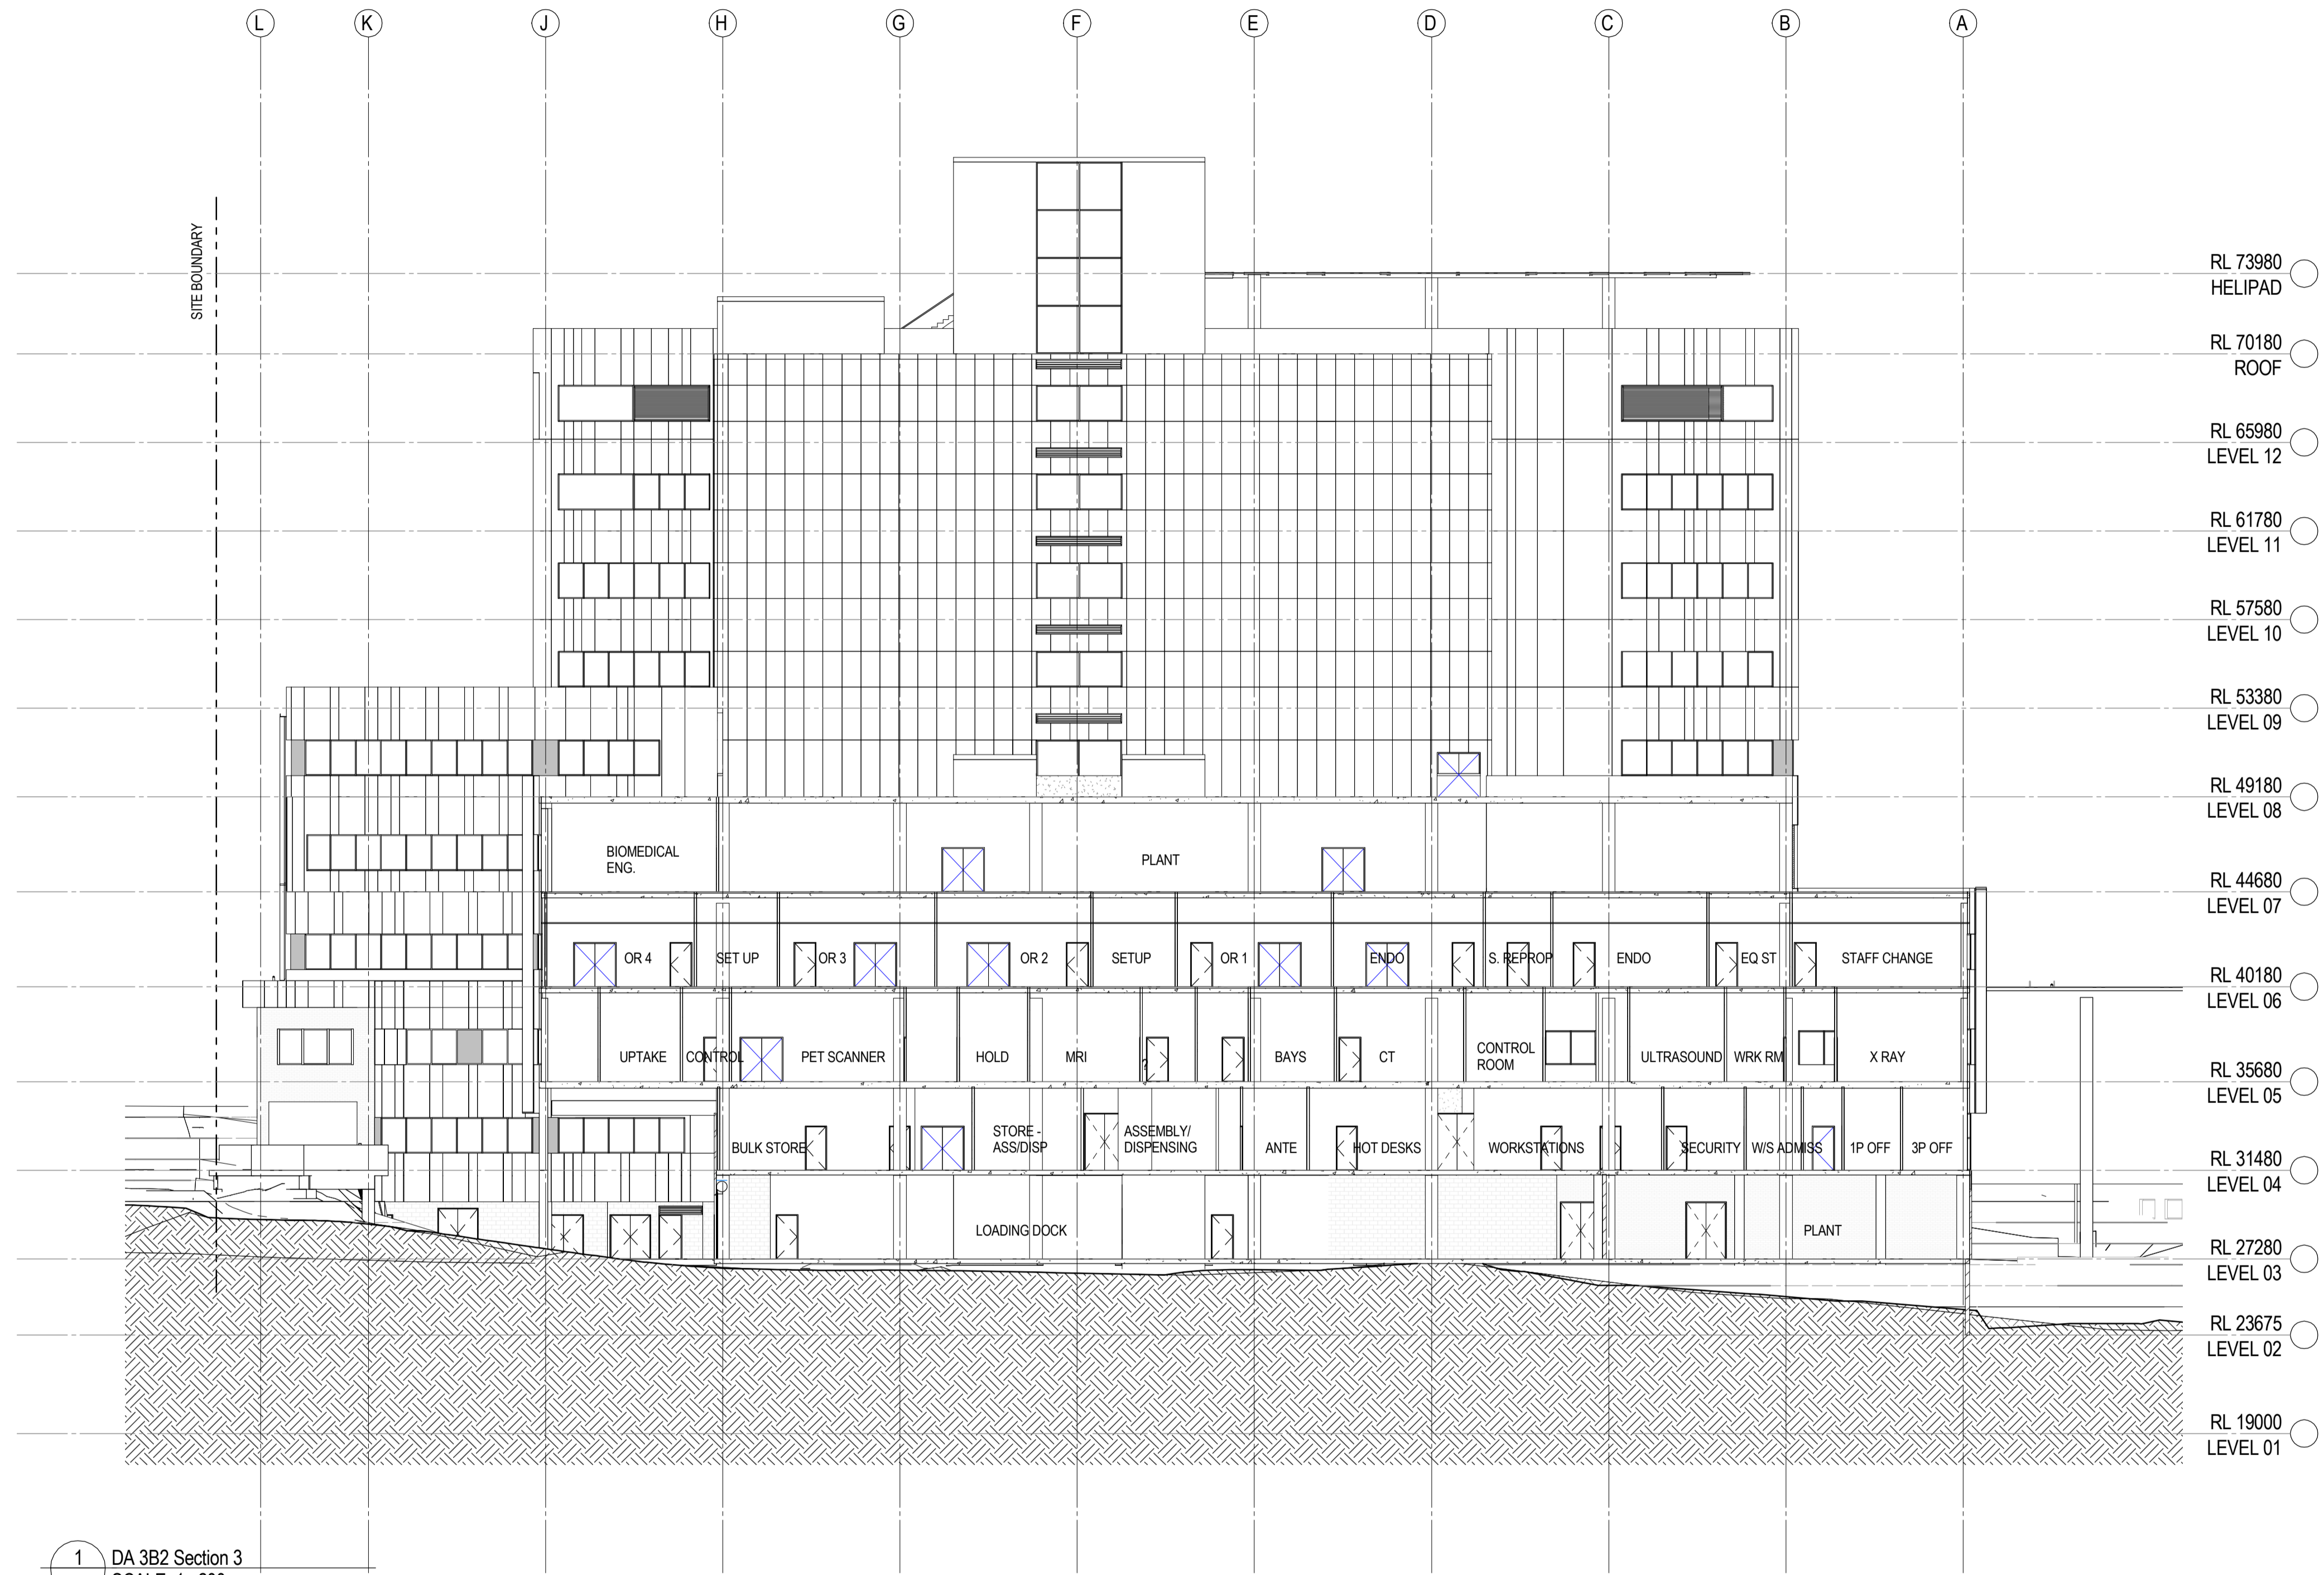 L K J H G F E D C B A
SITE BOUNDARY
RL 73980
HELIPAD
RL 70180
ROOF
RL 65980
LEVEL 12
RL 61780
LEVEL 11
RL 57580
LEVEL 10
RL 53380
LEVEL 09
RL 49180
LEVEL 08
BIOMEDICAL
ENG.
PLANT
RL 44680
LEVEL 07
OR 4 SET UP OR 3 OR 2 SETUP OR 1 ENDO S. REPROP ENDO EQ ST STAFF CHANGE
RL 40180
LEVEL 06
UPTAKE CONTROL PET SCANNER HOLD MRI BAYS CT
CONTROL
ROOM
ULTRASOUND WRK RM X RAY
RL 35680
LEVEL 05
BULK STORE
STORE -
ASS/DISP
ASSEMBLY/
DISPENSING
ANTE HOT DESKS WORKSTATIONS SECURITY W/S ADMISS 1P OFF 3P OFF
RL 31480
LEVEL 04
LOADING DOCK PLANT
RL 27280
LEVEL 03
RL 23675
LEVEL 02
RL 19000
LEVEL 01
1 DA 3B2 Section 3